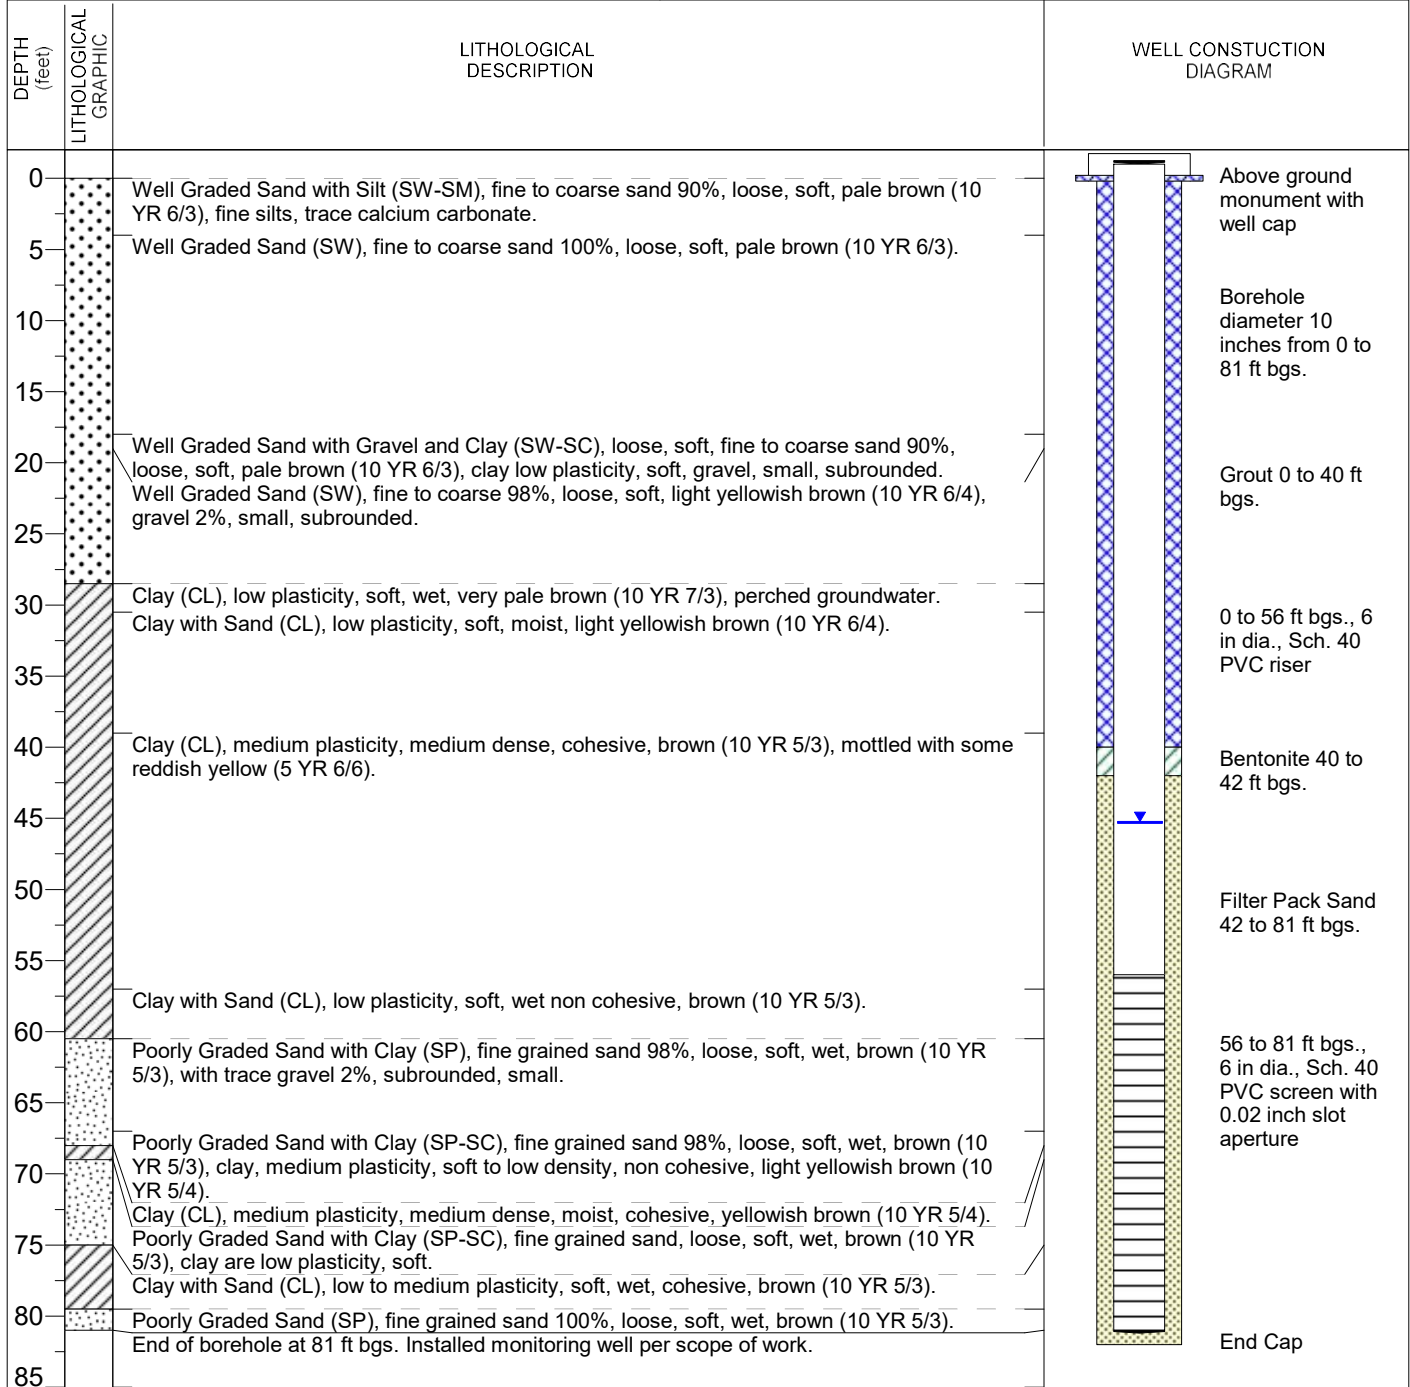 DEPTH
(feet)
LITHOLOGICAL
GRAPHIC
LITHOLOGICAL
DESCRIPTION
WELL CONSTUCTION
DIAGRAM
0
5
10
15
20
25
30
35
40
45
50
55
60
65
70
75
80
85
Well Graded Sand with Silt (SW-SM), fine to coarse sand 90%, loose, soft, pale brown (10
YR 6/3), fine silts, trace calcium carbonate.
Well Graded Sand (SW), fine to coarse sand 100%, loose, soft, pale brown (10 YR 6/3).
Well Graded Sand with Gravel and Clay (SW-SC), loose, soft, fine to coarse sand 90%,
loose, soft, pale brown (10 YR 6/3), clay low plasticity, soft, gravel, small, subrounded.
Well Graded Sand (SW), fine to coarse 98%, loose, soft, light yellowish brown (10 YR 6/4),
gravel 2%, small, subrounded.
Clay (CL), low plasticity, soft, wet, very pale brown (10 YR 7/3), perched groundwater.
Clay with Sand (CL), low plasticity, soft, moist, light yellowish brown (10 YR 6/4).
Clay (CL), medium plasticity, medium dense, cohesive, brown (10 YR 5/3), mottled with some
reddish yellow (5 YR 6/6).
Clay with Sand (CL), low plasticity, soft, wet non cohesive, brown (10 YR 5/3).
Poorly Graded Sand with Clay (SP), fine grained sand 98%, loose, soft, wet, brown (10 YR
5/3), with trace gravel 2%, subrounded, small.
Poorly Graded Sand with Clay (SP-SC), fine grained sand 98%, loose, soft, wet, brown (10
YR 5/3), clay, medium plasticity, soft to low density, non cohesive, light yellowish brown (10
YR 5/4).
Clay (CL), medium plasticity, medium dense, moist, cohesive, yellowish brown (10 YR 5/4).
Poorly Graded Sand with Clay (SP-SC), fine grained sand, loose, soft, wet, brown (10 YR
5/3), clay are low plasticity, soft.
Clay with Sand (CL), low to medium plasticity, soft, wet, cohesive, brown (10 YR 5/3).
Poorly Graded Sand (SP), fine grained sand 100%, loose, soft, wet, brown (10 YR 5/3).
End of borehole at 81 ft bgs. Installed monitoring well per scope of work.
Above ground
monument with
well cap
Borehole
diameter 10
inches from 0 to
81 ft bgs.
Grout 0 to 40 ft
bgs.
0 to 56 ft bgs., 6
in dia., Sch. 40
PVC riser
Bentonite 40 to
42 ft bgs.
Filter Pack Sand
42 to 81 ft bgs.
56 to 81 ft bgs.,
6 in dia., Sch. 40
PVC screen with
0.02 inch slot
aperture
End Cap